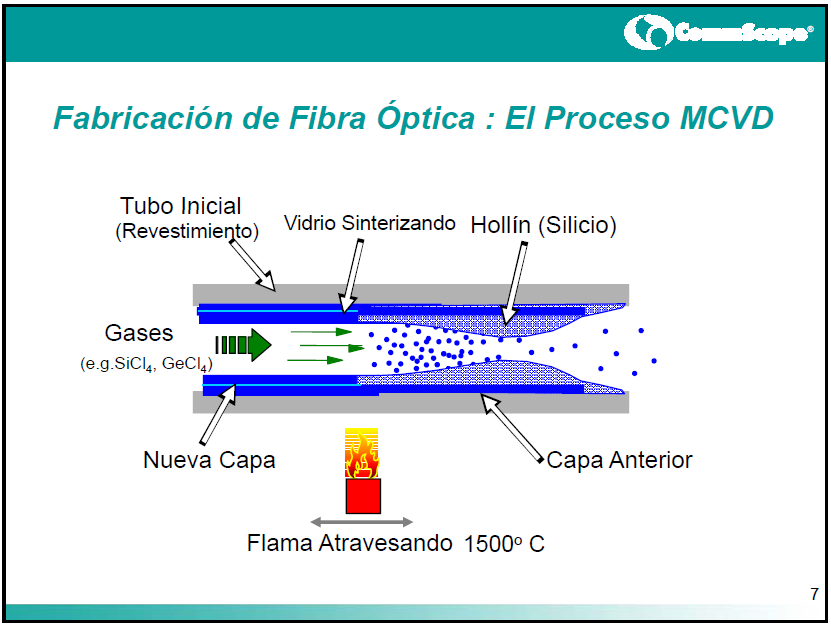 CommScope®
Fabricación de Fibra Óptica : El Proceso MCVD
Tubo Inicial
(Revestimiento)
Vidrio Sinterizando
Hollín (Silicio)
Gases
(e.g.SiCl4, GeCl4)
Nueva Capa
Capa Anterior
Flama Atravesando 1500º C
7